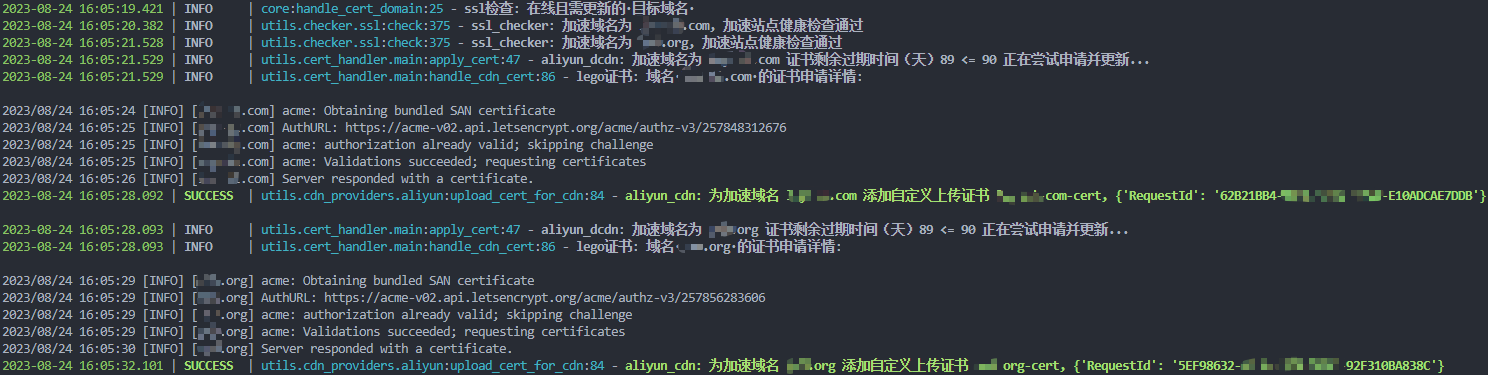 2023-08-24 16:05:19.421 | INFO | core:handle_cert_domain:25 - ssl检查: 在线且需更新的·目标域名·
2023-08-24 16:05:20.382 | INFO | utils.checker.ssl:check:375 - ssl_checker: 加速域名为 .com, 加速站点健康检查通过
2023-08-24 16:05:21.528 | INFO | utils.checker.ssl:check:375 - ssl_checker: 加速域名为 .org, 加速站点健康检查通过
2023-08-24 16:05:21.529 | INFO | utils.cert_handler.main:apply_cert:47 - aliyun_dcdn: 加速域名为 com 证书剩余过期时间（天）89 <= 90 正在尝试申请并更新...
2023-08-24 16:05:21.529 | INFO | utils.cert_handler.main:handle_cdn_cert:86 - lego证书: 域名· .com·的证书申请详情:
2023/08/24 16:05:24 [INFO] [ .com] acme: Obtaining bundled SAN certificate
2023/08/24 16:05:25 [INFO] [ .com] AuthURL: https://acme-v02.api.letsencrypt.org/acme/authz-v3/257848312676
2023/08/24 16:05:25 [INFO] [ .com] acme: authorization already valid; skipping challenge
2023/08/24 16:05:25 [INFO] [ .com] acme: Validations succeeded; requesting certificates
2023/08/24 16:05:26 [INFO] [ .com] Server responded with a certificate.
2023-08-24 16:05:28.092 | SUCCESS | utils.cdn_providers.aliyun:upload_cert_for_cdn:84 - aliyun_cdn: 为加速域名 .com 添加自定义上传证书 com-cert, {'RequestId': '62B21BB4- -E10ADCAE7DDB'}
2023-08-24 16:05:28.093 | INFO | utils.cert_handler.main:apply_cert:47 - aliyun_dcdn: 加速域名为 org 证书剩余过期时间（天）89 <= 90 正在尝试申请并更新...
2023-08-24 16:05:28.093 | INFO | utils.cert_handler.main:handle_cdn_cert:86 - lego证书: 域名· .org·的证书申请详情:
2023/08/24 16:05:29 [INFO] [ .org] acme: Obtaining bundled SAN certificate
2023/08/24 16:05:29 [INFO] [ .org] AuthURL: https://acme-v02.api.letsencrypt.org/acme/authz-v3/257856283606
2023/08/24 16:05:29 [INFO] [ .org] acme: authorization already valid; skipping challenge
2023/08/24 16:05:29 [INFO] [ .org] acme: Validations succeeded; requesting certificates
2023/08/24 16:05:30 [INFO] [ .org] Server responded with a certificate.
2023-08-24 16:05:32.101 | SUCCESS | utils.cdn_providers.aliyun:upload_cert_for_cdn:84 - aliyun_cdn: 为加速域名 .org 添加自定义上传证书 org-cert, {'RequestId': '5EF98632- -92F310BA838C'}